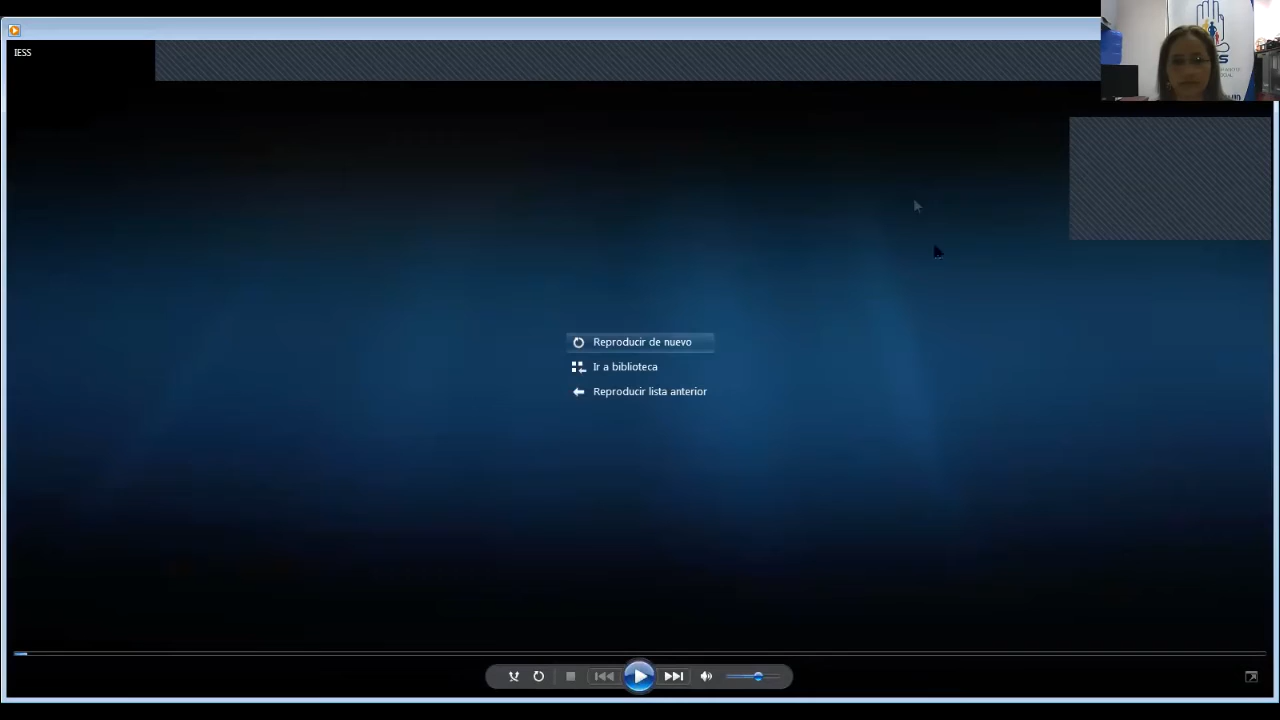 IESS
Reproducir de nuevo
Ir a biblioteca
Reproducir lista anterior